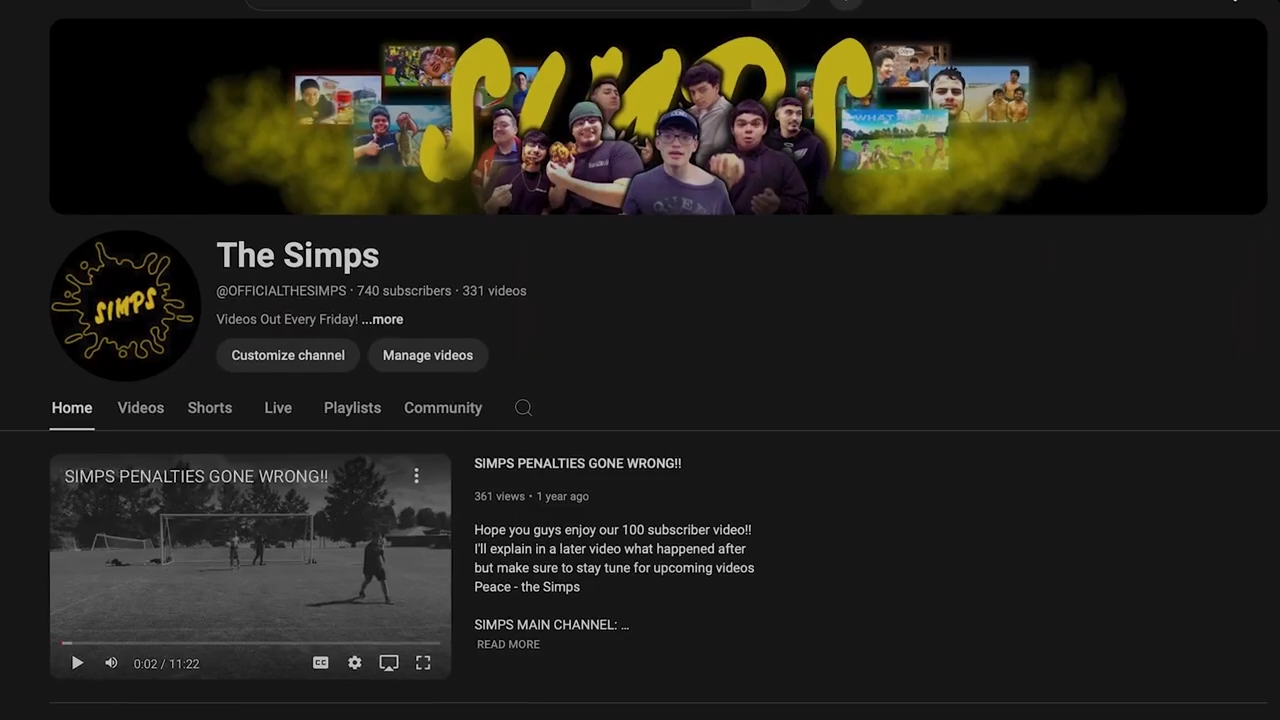 SIMPS
The Simps
SIMPS
@OFFICIALTHESIMPS · 740 subscribers · 331 videos
Videos Out Every Friday! ...more
Customize channel
Manage videos
Home
Videos
Shorts
Live
Playlists
Community
SIMPS PENALTIES GONE WRONG!!
0:02 / 11:22
CC
SIMPS PENALTIES GONE WRONG!!
361 views • 1 year ago
Hope you guys enjoy our 100 subscriber video!!
I'll explain in a later video what happened after
but make sure to stay tune for upcoming videos
Peace - the Simps
SIMPS MAIN CHANNEL: ...
READ MORE